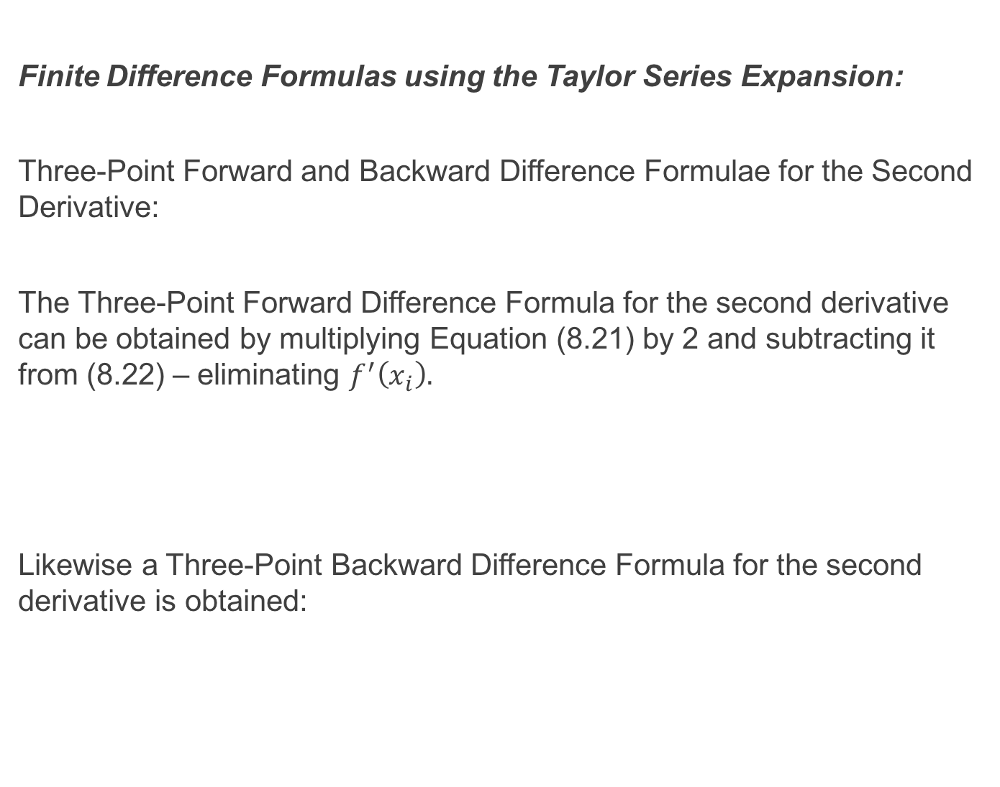 Finite Difference Formulas using the Taylor Series Expansion:
Three-Point Forward and Backward Difference Formulae for the Second
Derivative:
The Three-Point Forward Difference Formula for the second derivative
can be obtained by multiplying Equation (8.21) by 2 and subtracting it
from (8.22) – eliminating f′(xᵢ).
Likewise a Three-Point Backward Difference Formula for the second
derivative is obtained: